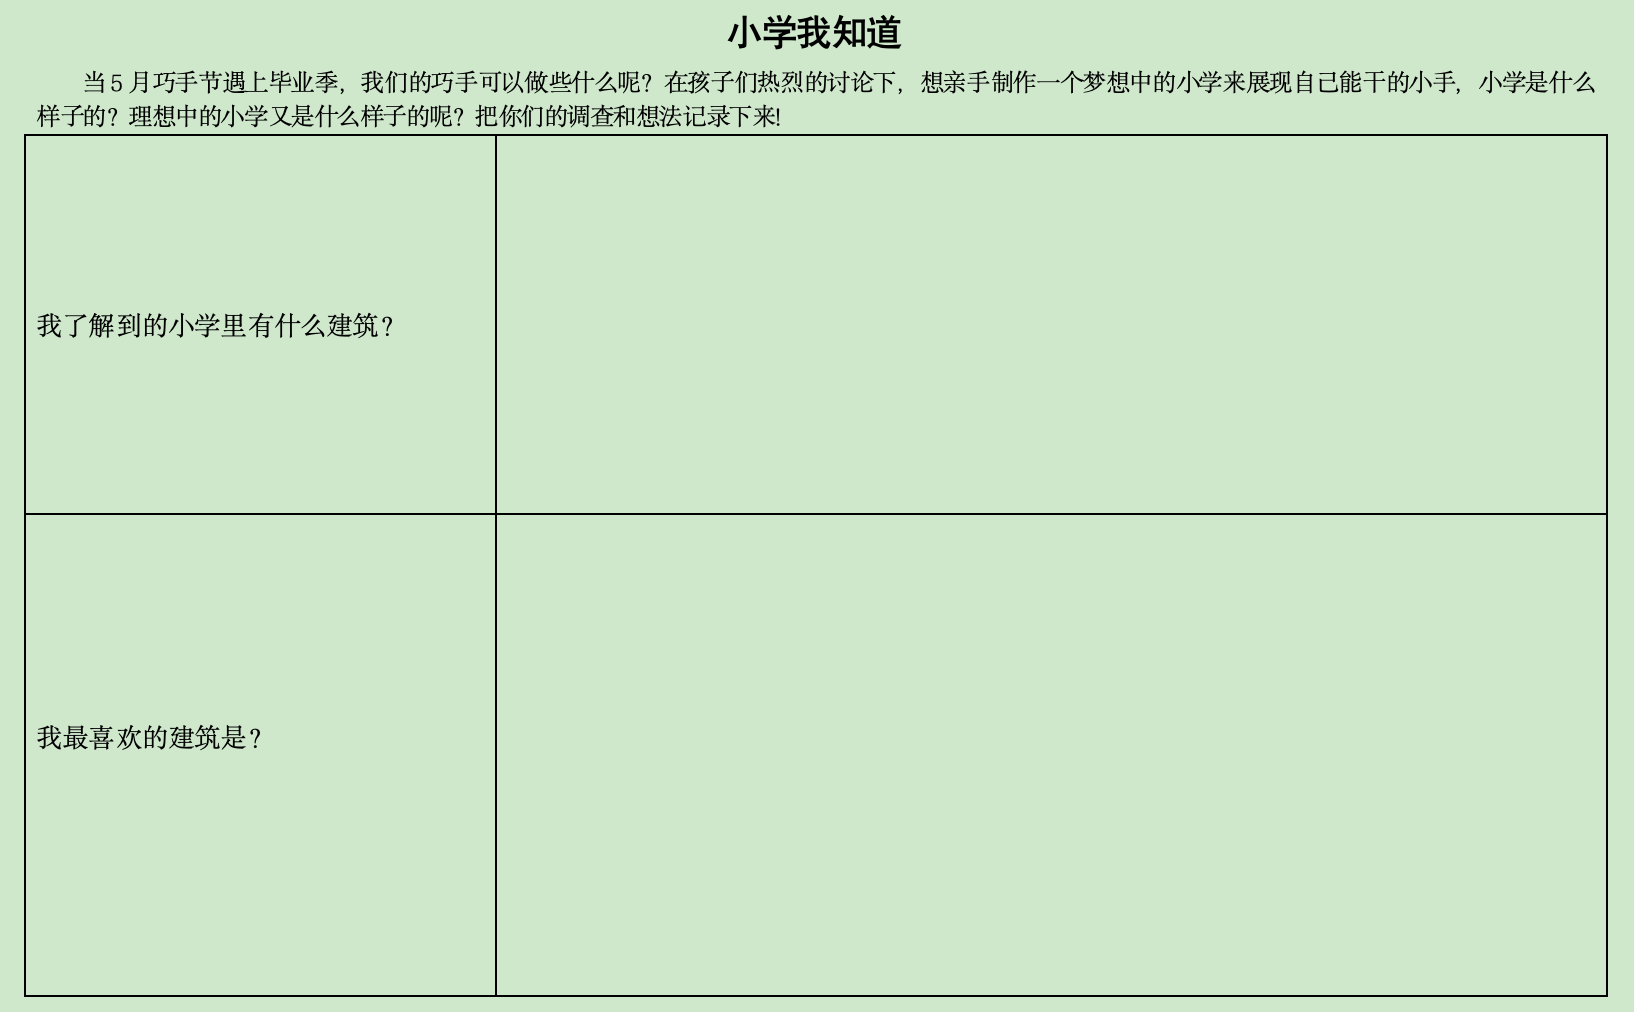 小学我知道
当 5 月巧手节遇上毕业季，我们的巧手可以做些什么呢？在孩子们热烈的讨论下，想亲手制作一个梦想中的小学来展现自己能干的小手，小学是什么
样子的？理想中的小学又是什么样子的呢？把你们的调查和想法记录下来！
我了解到的小学里有什么建筑？
我最喜欢的建筑是？